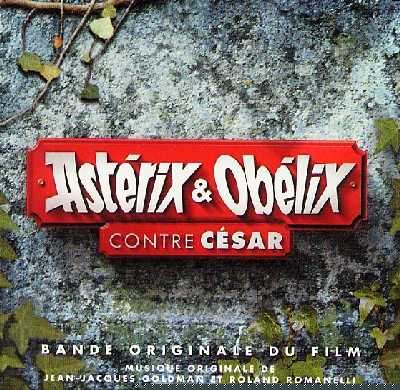 Astérix & Obélix
CONTRE CÉSAR
BANDE ORIGINALE DU FILM
MUSIQUE ORIGINALE DE
JEAN-JACQUES GOLDMAN ET ROLAND ROMANELLI